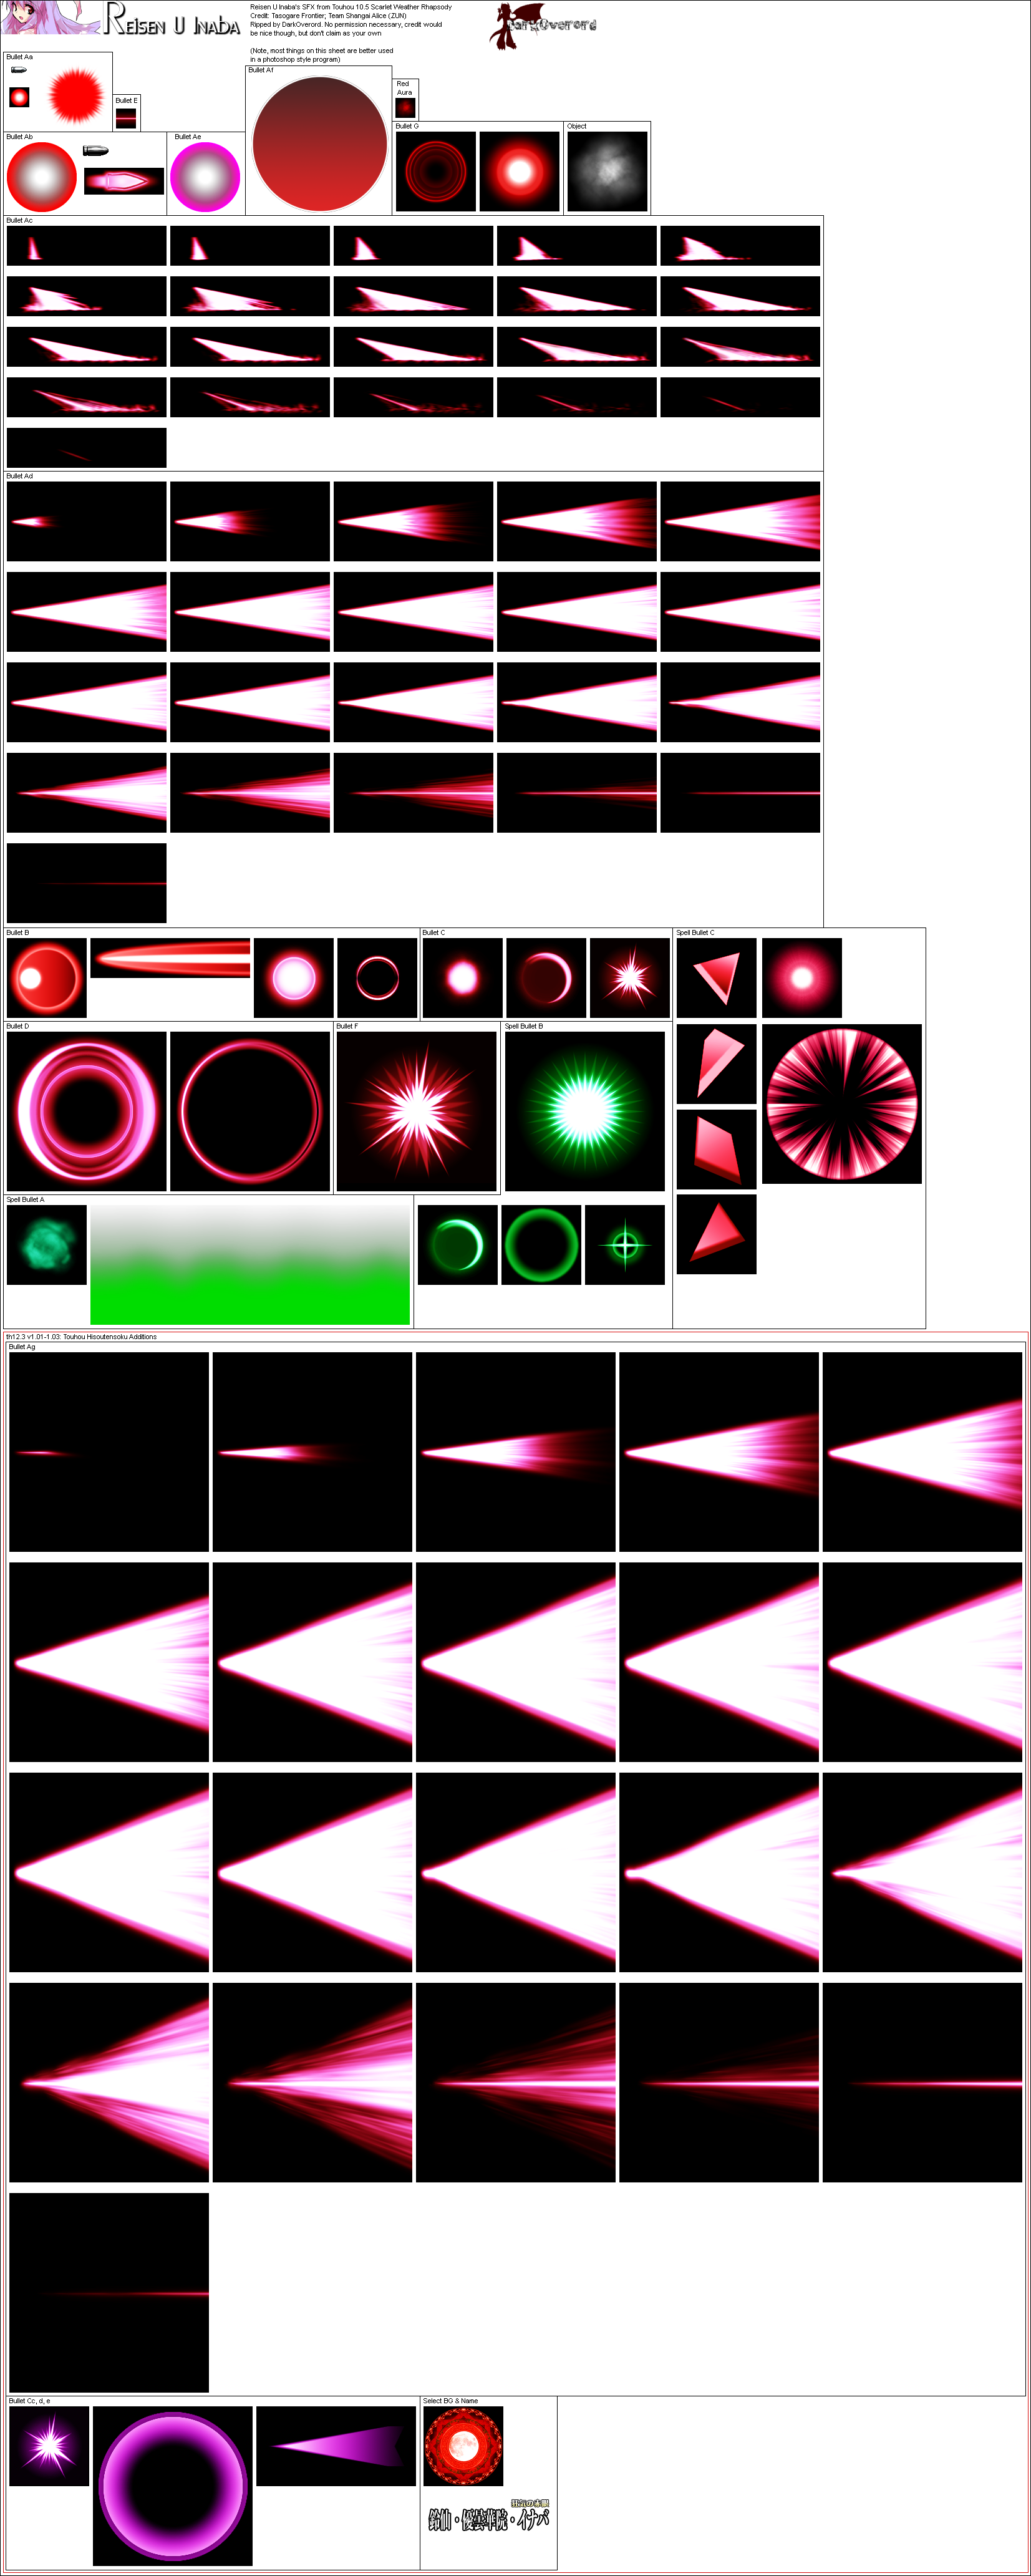 Reisen U Inaba
Reisen U Inaba's SFX from Touhou 10.5 Scarlet Weather Rhapsody
Credit: Tasogare Frontier; Team Shangai Alice (ZUN)
Ripped by DarkOverord. No permission necessary, credit would
be nice though, but don't claim as your own
(Note, most things on this sheet are better used
in a photoshop style program)
DarkOverord
Bullet Aa
Bullet E
Bullet Af
Red
Aura
Bullet Ab
Bullet Ae
Bullet G
Object
Bullet Ac
Bullet Ad
Bullet B
Bullet C
Spell Bullet C
Bullet D
Bullet F
Spell Bullet B
Spell Bullet A
th12.3 v1.01-1.03: Touhou Hisoutensoku Additions
Bullet Ag
Bullet Cc, d, e
Select BG & Name
狂気の赤眼
鈴仙・優曇華院・イナバ